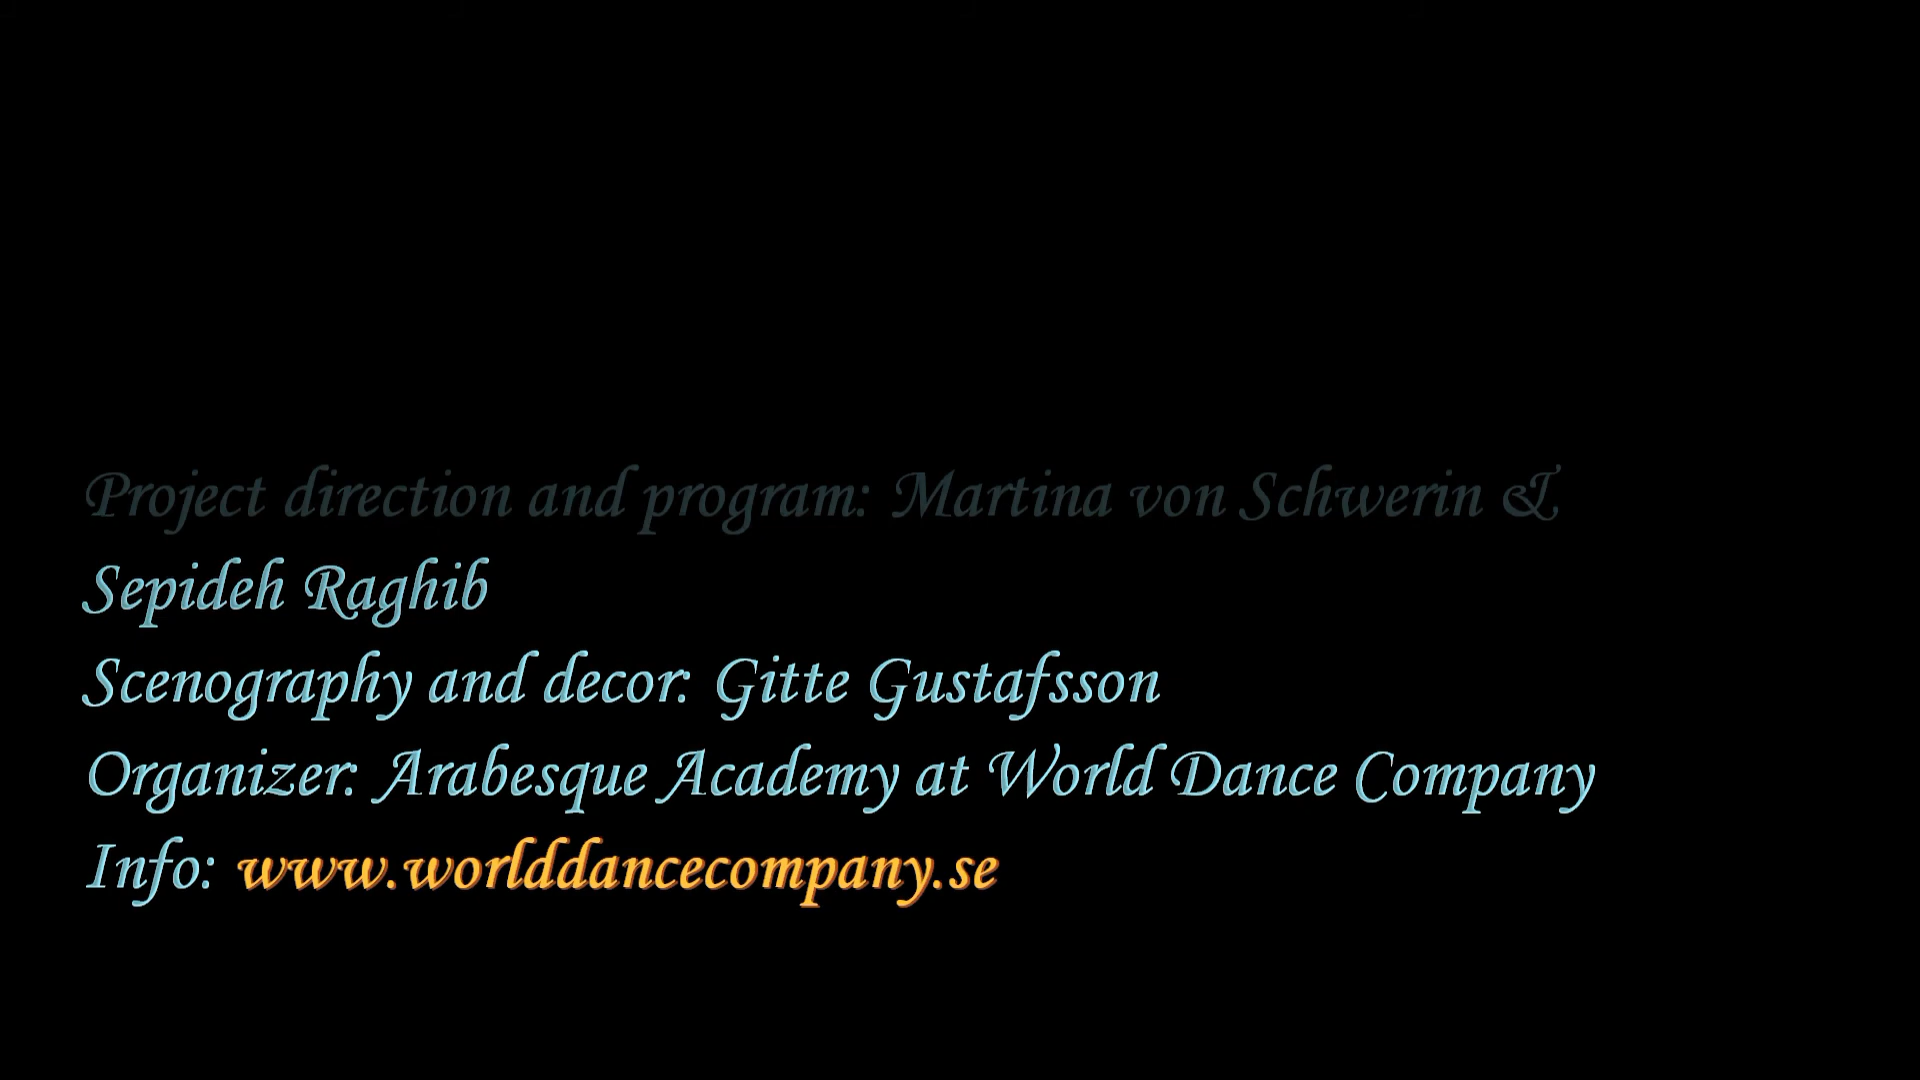 Project direction and program: Martina von Schwerin &
Sepideh Raghib
Scenography and decor: Gitte Gustafsson
Organizer: Arabesque Academy at World Dance Company
Info: www.worlddancecompany.se